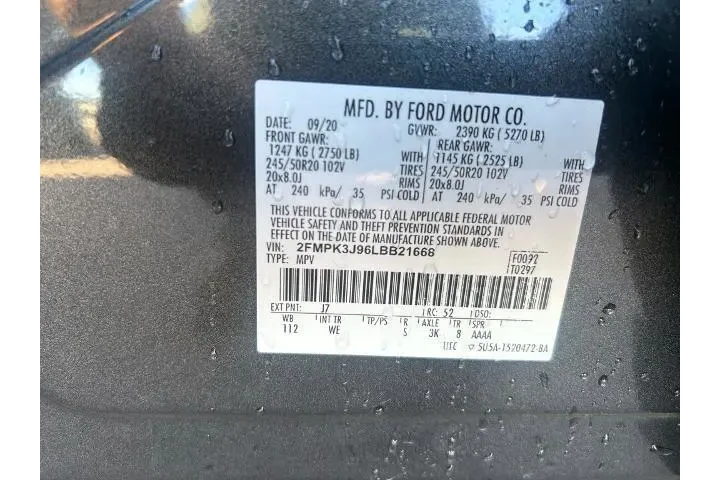 MFD. BY FORD MOTOR CO.
DATE: 09/20 GVWR: 2390 KG ( 5270 LB)
FRONT GAWR: REAR GAWR:
1247 KG ( 2750 LB) WITH 1145 KG ( 2525 LB) WITH
245/50R20 102V TIRES 245/50R20 102V TIRES
20x8.0J RIMS 20x8.0J RIMS
AT 240 kPa/ 35 PSI COLD AT 240 kPa/ 35 PSI COLD
THIS VEHICLE CONFORMS TO ALL APPLICABLE FEDERAL MOTOR
VEHICLE SAFETY AND THEFT PREVENTION STANDARDS IN
EFFECT ON THE DATE OF MANUFACTURE SHOWN ABOVE.
VIN: 2FMPK3J96LBB21668 F0092
TYPE: MPV T0297
EXT PNT: J7 RC: 52 DSO:
WB INT TR TP/PS R AXLE TR SPR
112 WE S 3K 8 AAAA
UTC 5U5A-1520472-BA